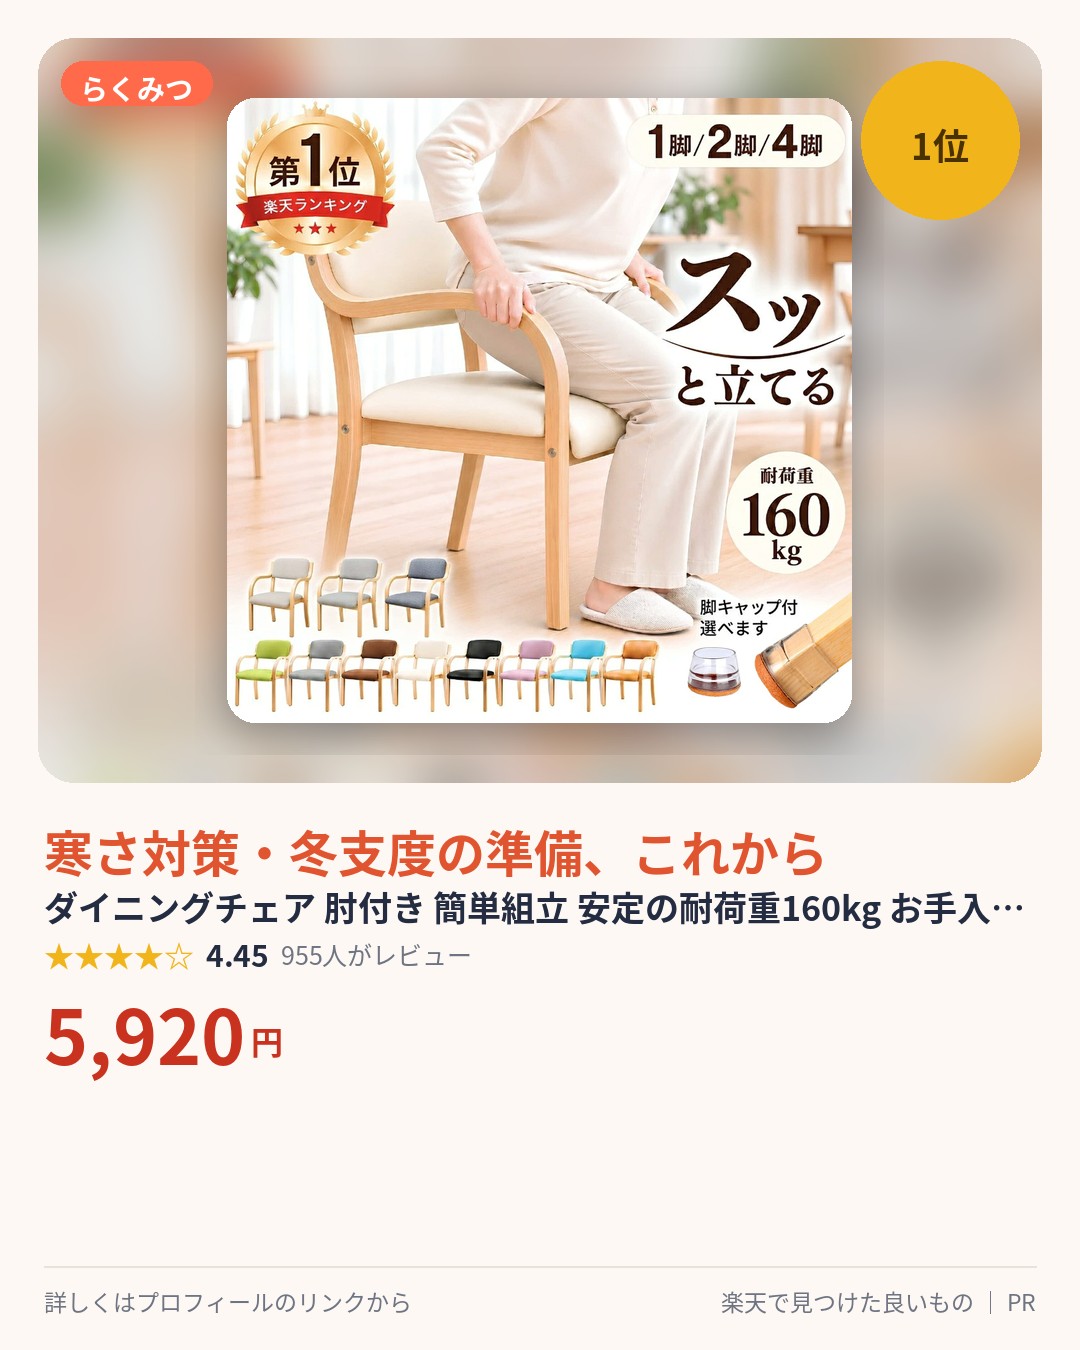 らくみつ
1位
第1位
楽天ランキング
1脚/2脚/4脚
スッ
と立てる
耐荷重
160
kg
脚キャップ付
選べます
寒さ対策・冬支度の準備、これから
ダイニングチェア 肘付き 簡単組立 安定の耐荷重160kg お手入…
★★★★☆ 4.45 955人がレビュー
5,920円
詳しくはプロフィールのリンクから
楽天で見つけた良いもの｜PR